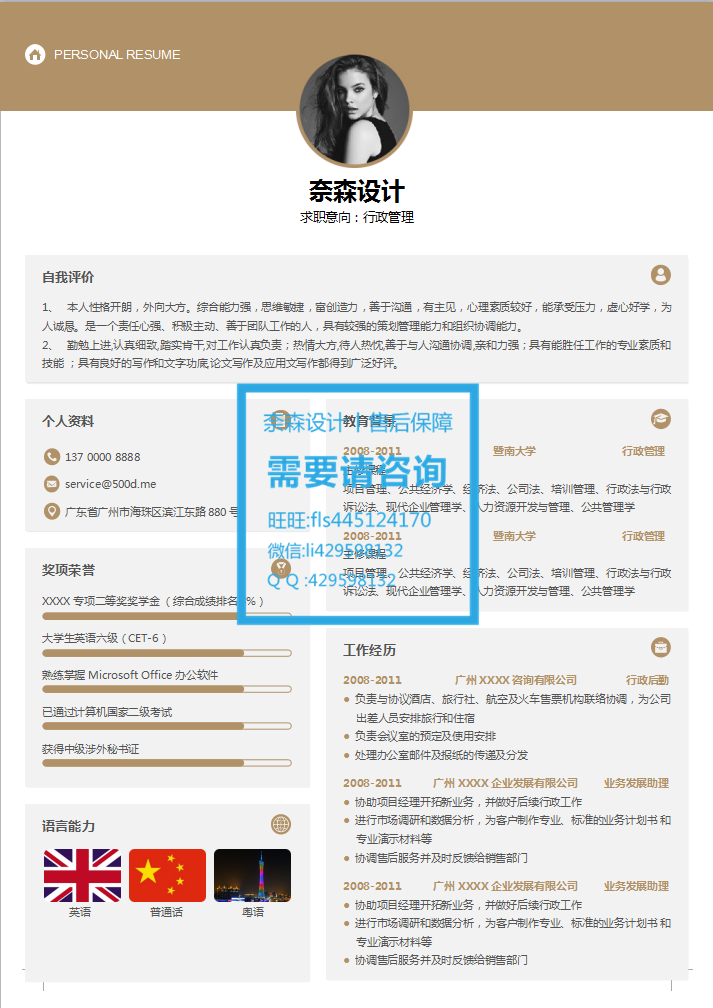 PERSONAL RESUME
奈森设计
求职意向：行政管理
自我评价
1、 本人性格开朗，外向大方。综合能力强，思维敏捷，富创造力，善于沟通，有主见，心理素质较好，能承受压力，虚心好学，为
人诚恳。是一个责任心强、积极主动、善于团队工作的人，具有较强的策划管理能力和组织协调能力。
2、 勤勉上进,认真细致,踏实肯干,对工作认真负责；热情大方,待人热忱,善于与人沟通协调,亲和力强；具有能胜任工作的专业素质和
技能 ；具有良好的写作和文字功底,论文写作及应用文写作都得到广泛好评。
个人资料
137 0000 8888
service@500d.me
广东省广州市海珠区滨江东路 880 号
奖项荣誉
XXXX 专项二等奖奖学金（综合成绩排名 %）
大学生英语六级（CET-6）
熟练掌握 Microsoft Office 办公软件
已通过计算机国家二级考试
获得中级涉外秘书证
语言能力
英语 普通话 粤语
教育背景
2008-2011 暨南大学 行政管理
主修课程
项目管理、公共经济学、经济法、公司法、培训管理、行政法与行政
诉讼法、现代企业管理学、人力资源开发与管理、公共管理学
2008-2011 暨南大学 行政管理
主修课程
项目管理、公共经济学、经济法、公司法、培训管理、行政法与行政
诉讼法、现代企业管理学、人力资源开发与管理、公共管理学
工作经历
2008-2011 广州 XXXX 咨询有限公司 行政后勤
负责与协议酒店、旅行社、航空及火车售票机构联络协调，为公司
出差人员安排旅行和住宿
负责会议室的预定及使用安排
处理办公室邮件及报纸的传递及分发
2008-2011 广州 XXXX 企业发展有限公司 业务发展助理
协助项目经理开拓新业务，并做好后续行政工作
进行市场调研和数据分析，为客户制作专业、标准的业务计划书 和
专业演示材料等
协调售后服务并及时反馈给销售部门
2008-2011 广州 XXXX 企业发展有限公司 业务发展助理
协助项目经理开拓新业务，并做好后续行政工作
进行市场调研和数据分析，为客户制作专业、标准的业务计划书 和
专业演示材料等
协调售后服务并及时反馈给销售部门
奈森设计十售后保障
需要请咨询
旺旺:fls445124170
微信:li429598132
Q Q :429598132